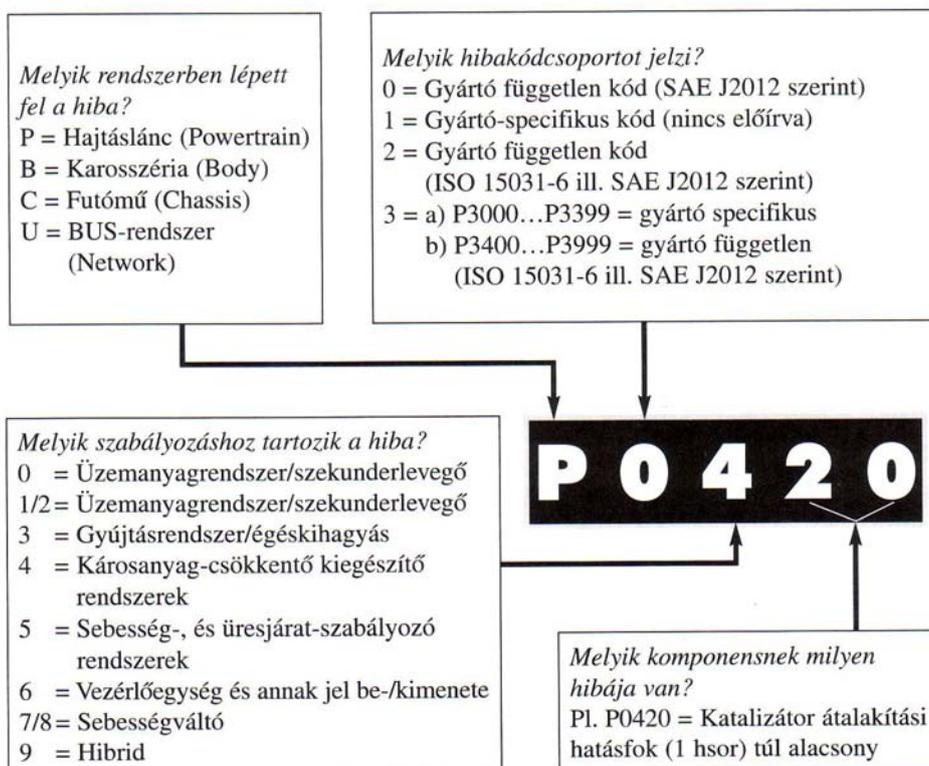 Melyik rendszerben lépett
fel a hiba?
P = Hajtáslánc (Powertrain)
B = Karosszéria (Body)
C = Futómű (Chassis)
U = BUS-rendszer
(Network)
Melyik hibakódcsoportot jelzi?
0 = Gyártó független kód (SAE J2012 szerint)
1 = Gyártó-specifikus kód (nincs előírva)
2 = Gyártó független kód
(ISO 15031-6 ill. SAE J2012 szerint)
3 = a) P3000…P3399 = gyártó specifikus
b) P3400…P3999 = gyártó független
(ISO 15031-6 ill. SAE J2012 szerint)
P0420
Melyik szabályozáshoz tartozik a hiba?
0 = Üzemanyagrendszer/szekunderlevegő
1/2 = Üzemanyagrendszer/szekunderlevegő
3 = Gyújtásrendszer/égéskihagyás
4 = Károsanyag-csökkentő kiegészítő
rendszerek
5 = Sebesség-, és üresjárat-szabályozó
rendszerek
6 = Vezérlőegység és annak jel be-/kimenete
7/8 = Sebességváltó
9 = Hibrid
Melyik komponensnek milyen
hibája van?
Pl. P0420 = Katalizátor átalakítási
hatásfok (1 hsor) túl alacsony